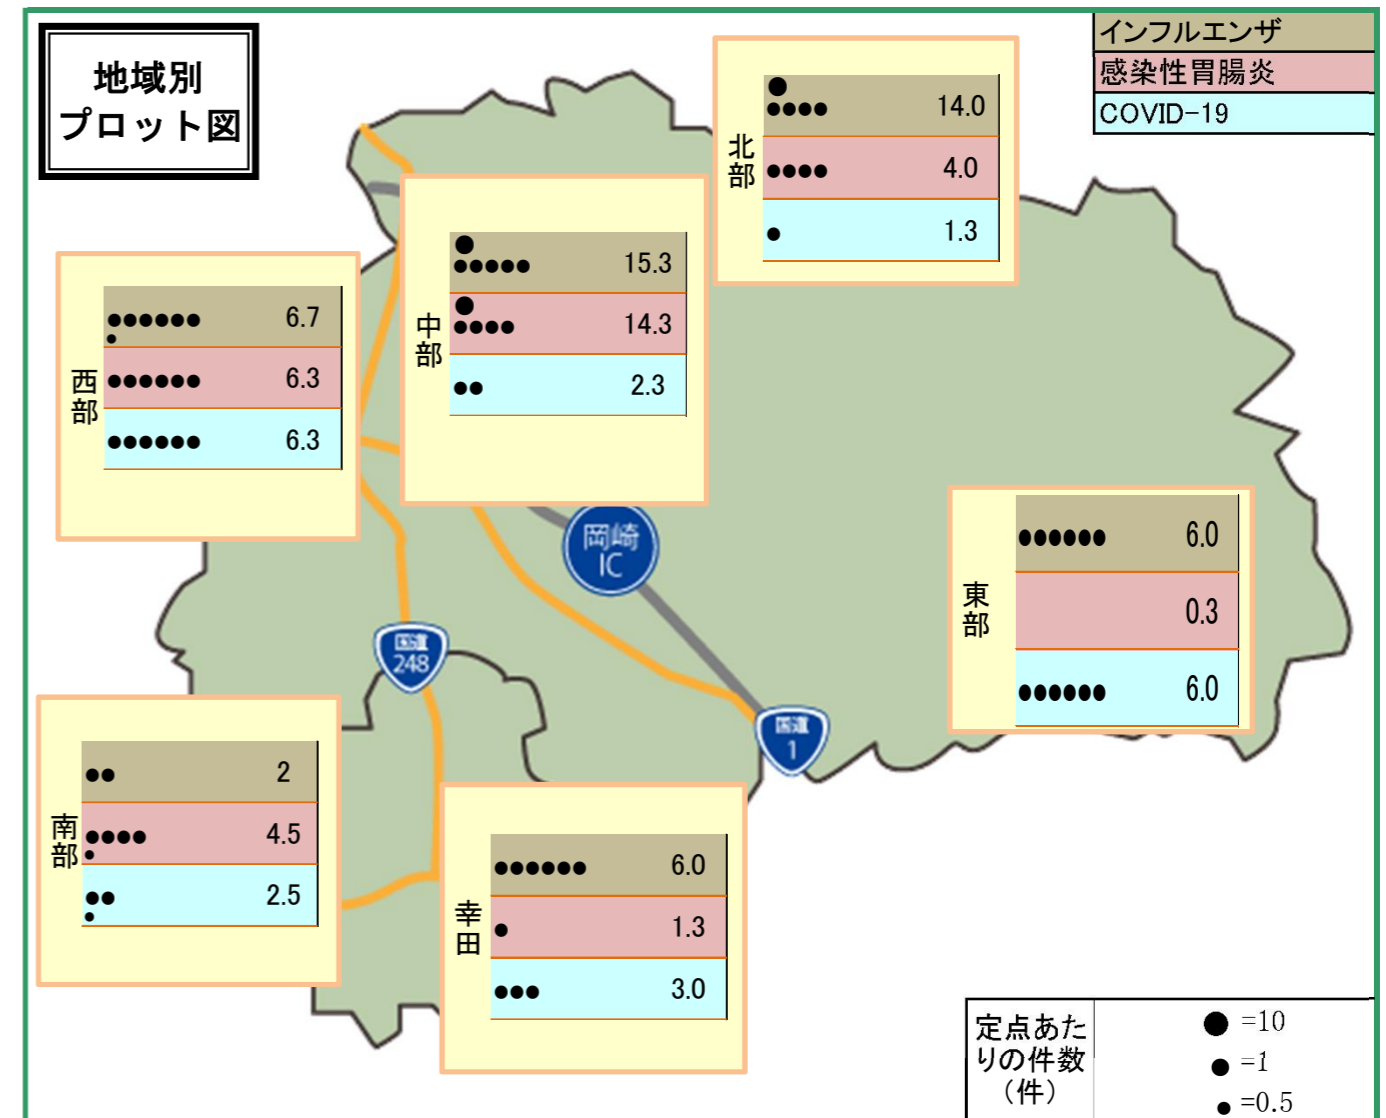 地域別
プロット図
インフルエンザ
感染性胃腸炎
COVID-19
北部
14.0
4.0
1.3
中部
15.3
14.3
2.3
西部
6.7
6.3
6.3
岡崎
IC
東部
6.0
0.3
6.0
国道
248
国道
1
南部
2
4.5
2.5
幸田
6.0
1.3
3.0
定点あた
りの件数
（件）
=10
=1
=0.5